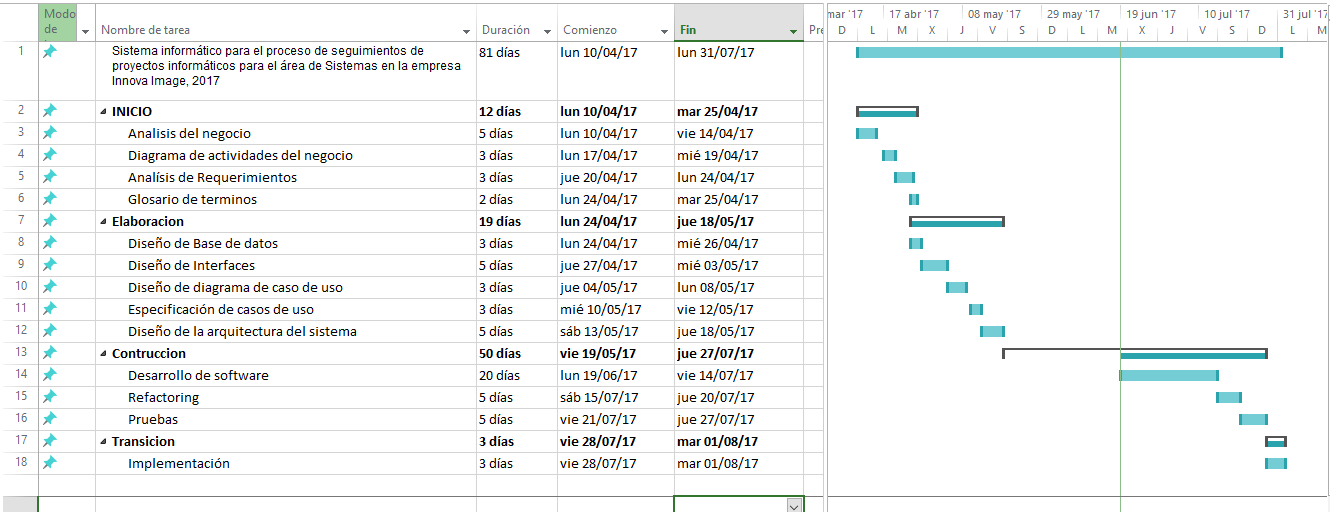 Modo de
Nombre de tarea
Duración
Comienzo
Fin
Pre
mar '17 17 abr '17 08 may '17 29 may '17 19 jun '17 10 jul '17 31 jul '17
D L M X J V S D L M X J V S D L M
1 Sistema informático para el proceso de seguimientos de
proyectos informáticos para el área de Sistemas en la empresa
Innova Image, 2017
81 días lun 10/04/17 lun 31/07/17
2 INICIO 12 días lun 10/04/17 mar 25/04/17
3 Analisis del negocio 5 días lun 10/04/17 vie 14/04/17
4 Diagrama de actividades del negocio 3 días lun 17/04/17 mié 19/04/17
5 Analísis de Requerimientos 3 días jue 20/04/17 lun 24/04/17
6 Glosario de terminos 2 días lun 24/04/17 mar 25/04/17
7 Elaboracion 19 días lun 24/04/17 jue 18/05/17
8 Diseño de Base de datos 3 días lun 24/04/17 mié 26/04/17
9 Diseño de Interfaces 5 días jue 27/04/17 mié 03/05/17
10 Diseño de diagrama de caso de uso 3 días jue 04/05/17 lun 08/05/17
11 Especificación de casos de uso 3 días mié 10/05/17 vie 12/05/17
12 Diseño de la arquitectura del sistema 5 días sáb 13/05/17 jue 18/05/17
13 Contruccion 50 días vie 19/05/17 jue 27/07/17
14 Desarrollo de software 20 días lun 19/06/17 vie 14/07/17
15 Refactoring 5 días sáb 15/07/17 jue 20/07/17
16 Pruebas 5 días vie 21/07/17 jue 27/07/17
17 Transicion 3 días vie 28/07/17 mar 01/08/17
18 Implementación 3 días vie 28/07/17 mar 01/08/17